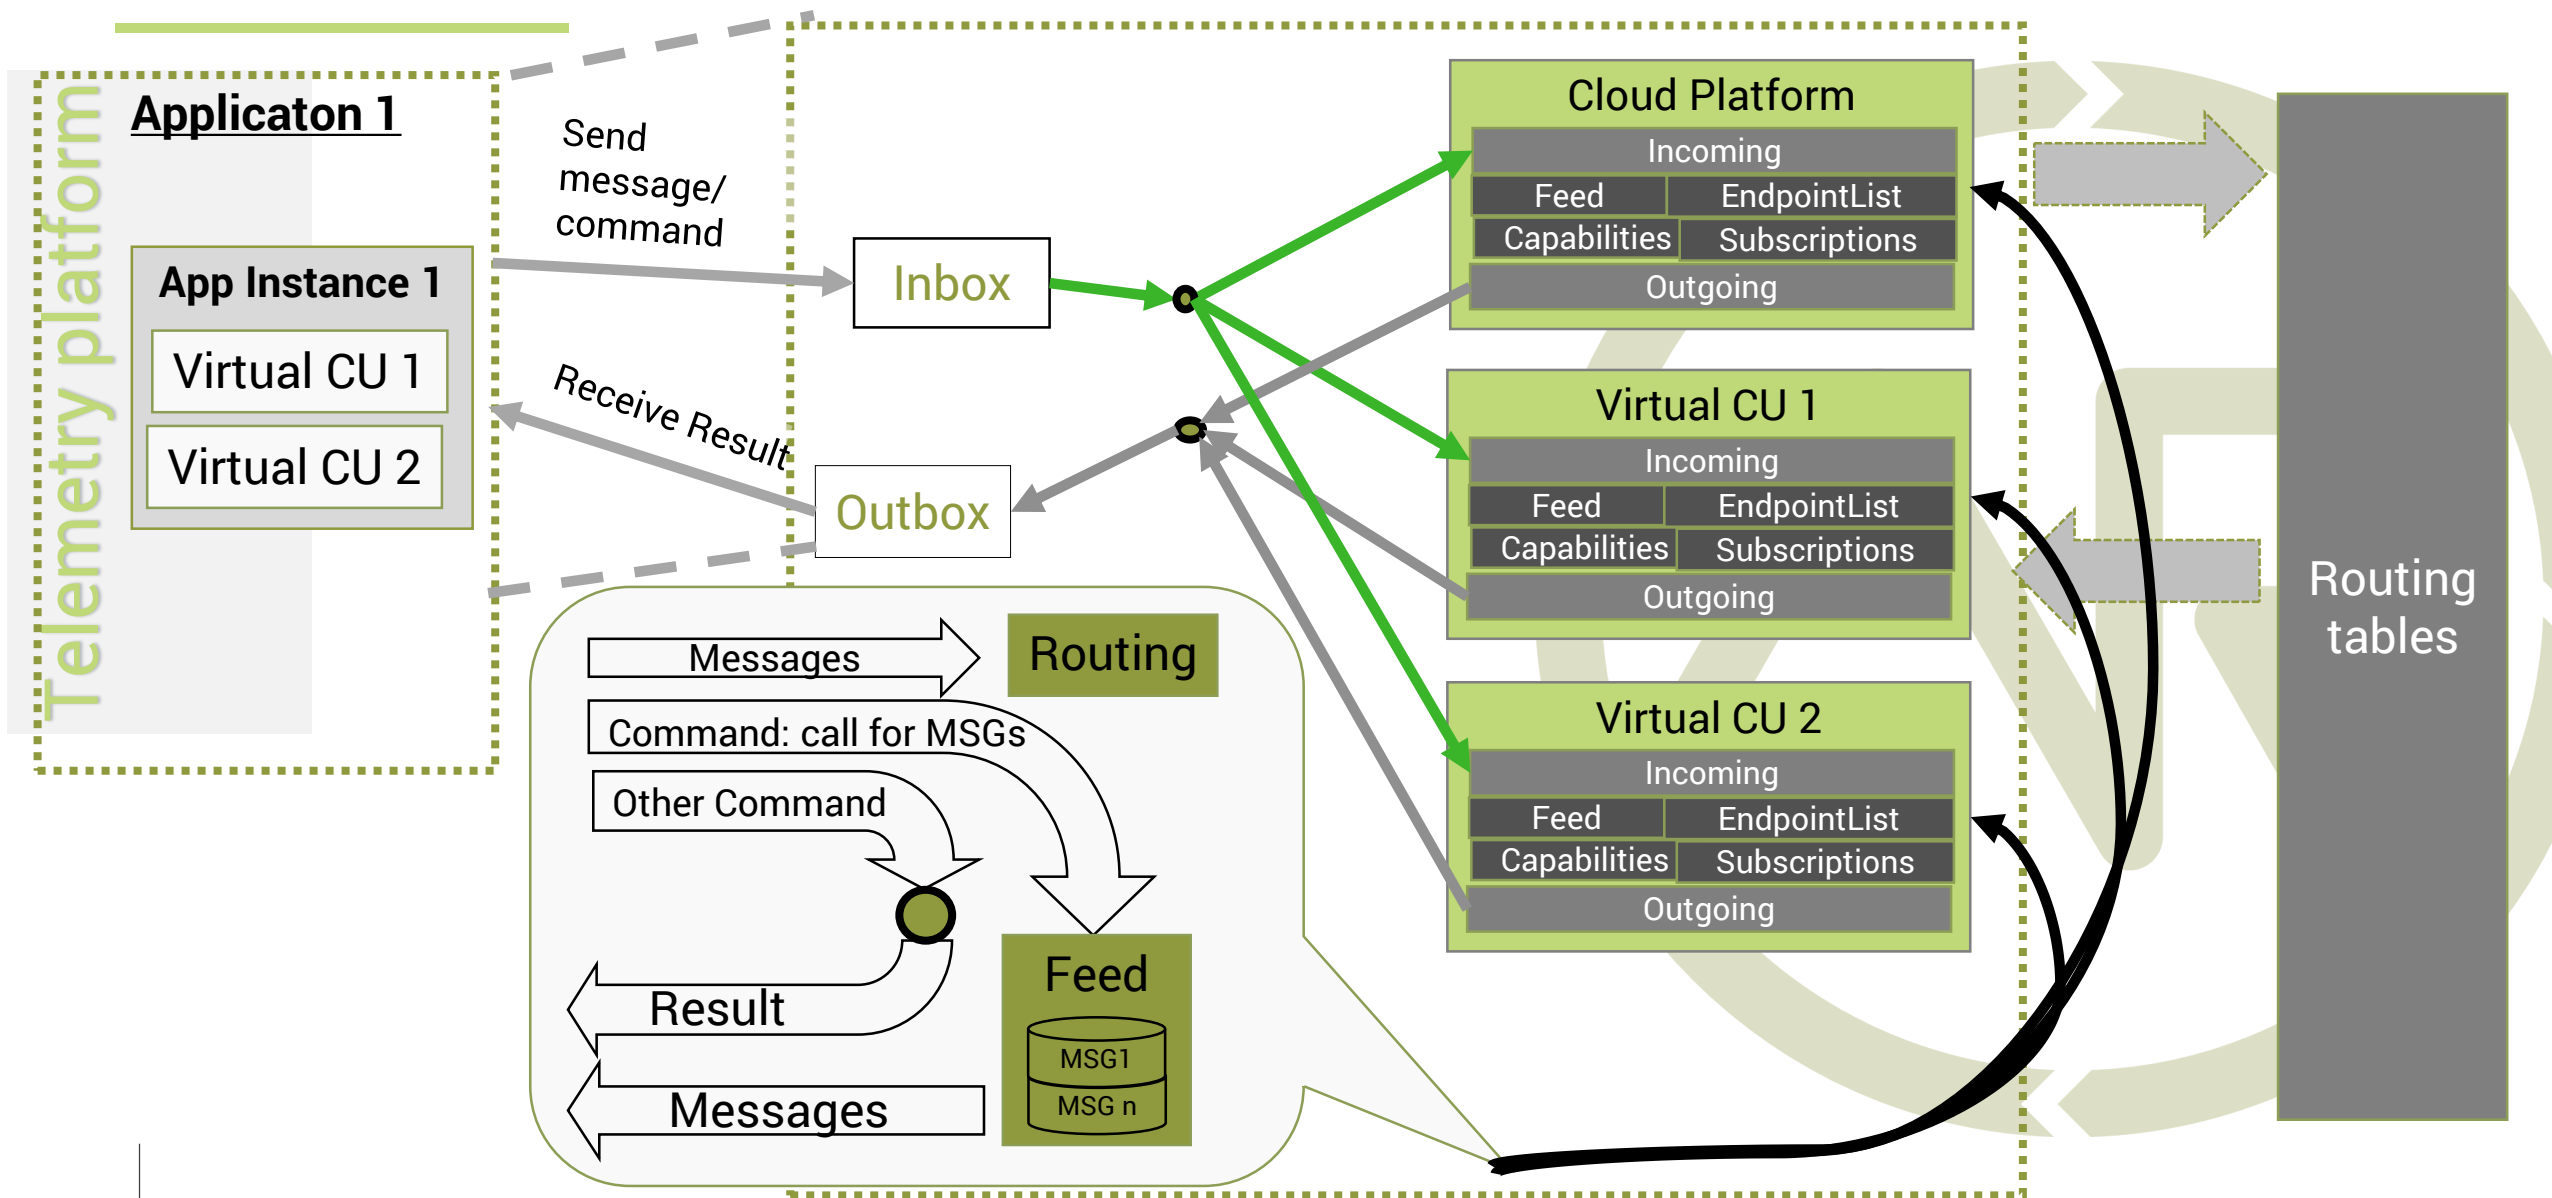 Telemetry platform
Applicaton 1
App Instance 1
Virtual CU 1
Virtual CU 2
Send
message/
command
Receive Result
Inbox
Outbox
Cloud Platform
Incoming
Feed
EndpointList
Capabilities
Subscriptions
Outgoing
Virtual CU 1
Incoming
Feed
EndpointList
Capabilities
Subscriptions
Outgoing
Virtual CU 2
Incoming
Feed
EndpointList
Capabilities
Subscriptions
Outgoing
Routing
tables
Messages
Routing
Command: call for MSGs
Other Command
Result
Messages
Feed
MSG1
MSG n